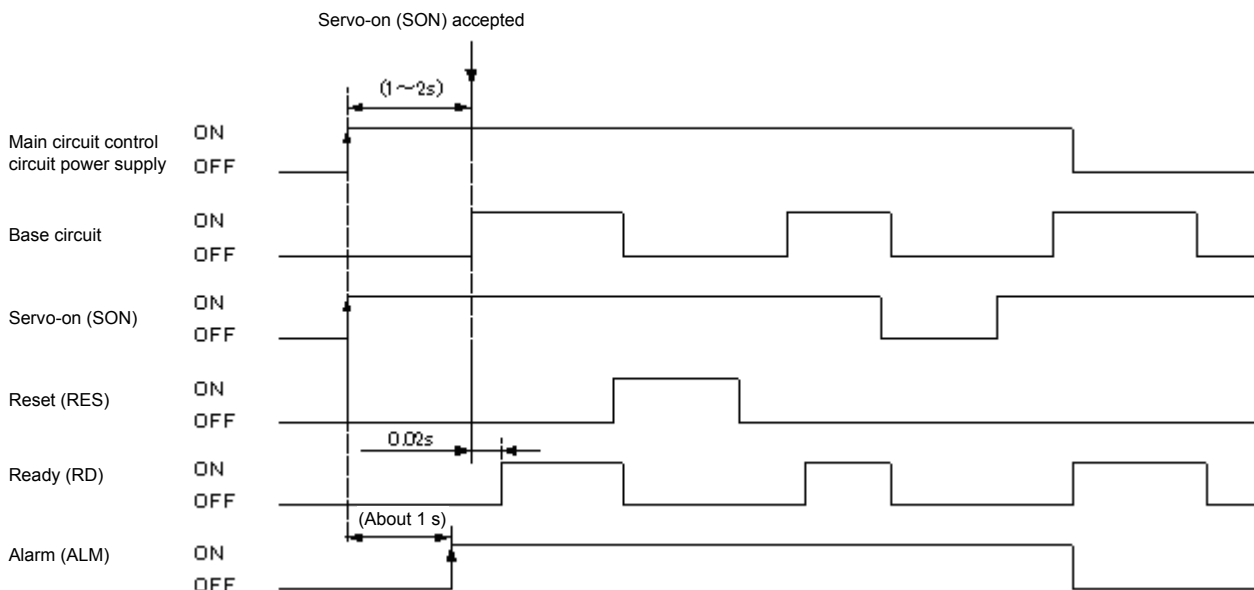 Servo-on (SON) accepted
(1～2s)
Main circuit control
circuit power supply
ON
OFF
Base circuit
ON
OFF
Servo-on (SON)
ON
OFF
Reset (RES)
ON
OFF
0.02s
Ready (RD)
ON
OFF
(About 1 s)
Alarm (ALM)
ON
OFF